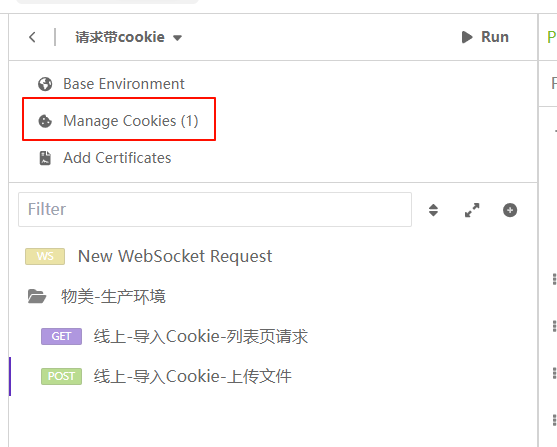 请求带cookie
Run
Base Environment
Manage Cookies (1)
Add Certificates
Filter
WS New WebSocket Request
物美-生产环境
GET 线上-导入Cookie-列表页请求
POST 线上-导入Cookie-上传文件